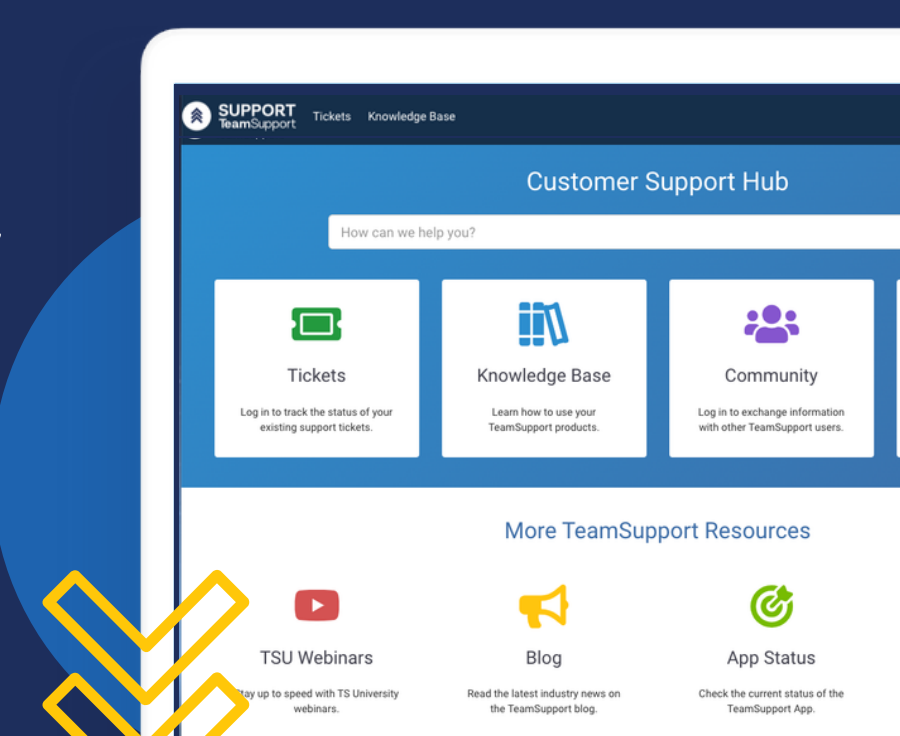 SUPPORT
TeamSupport
Tickets Knowledge Base
Customer Support Hub
How can we help you?
Tickets
Log in to track the status of your
existing support tickets.
Knowledge Base
Learn how to use your
TeamSupport products.
Community
Log in to exchange information
with other TeamSupport users.
More TeamSupport Resources
TSU Webinars
Stay up to speed with TS University
webinars.
Blog
Read the latest industry news on
the TeamSupport blog.
App Status
Check the current status of the
TeamSupport App.